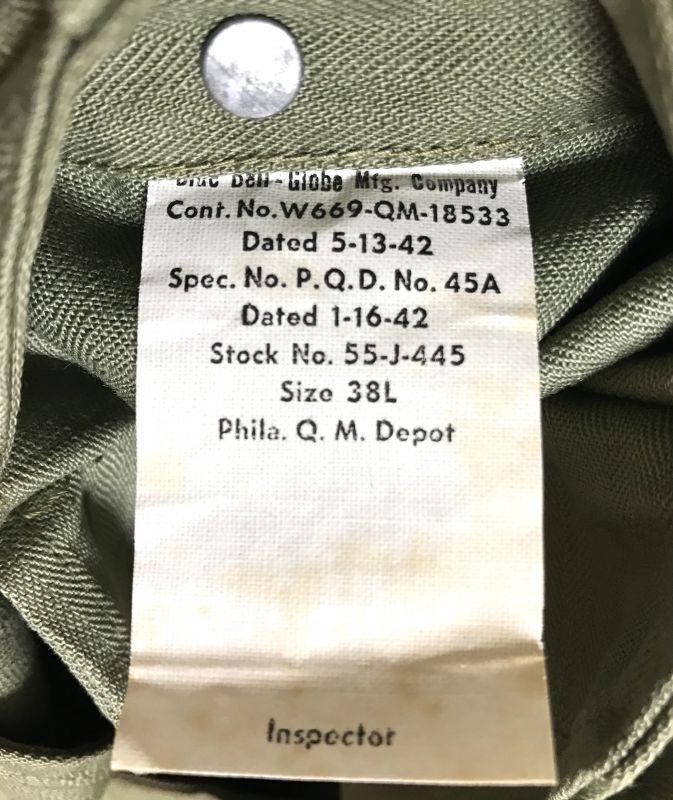 Blue Bell-Globe Mfg. Company
Cont. No. W669-QM-18533
Dated 5-13-42
Spec. No. P.Q.D. No. 45A
Dated 1-16-42
Stock No. 55-J-445
Size 38L
Phila. Q. M. Depot
Inspector